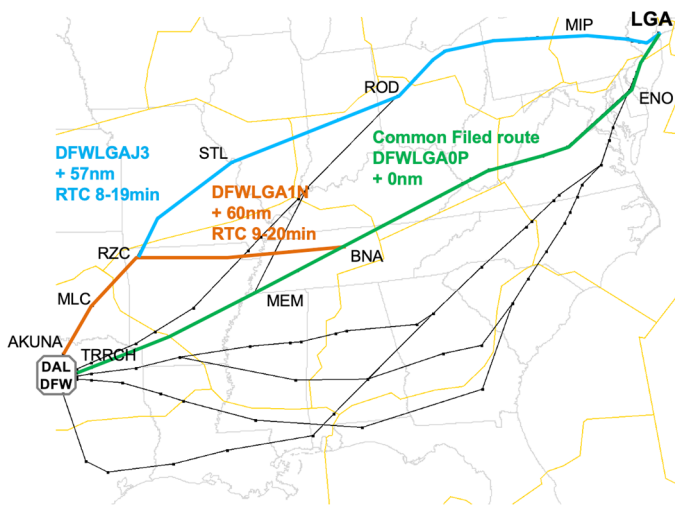 LGA
MIP
ROD
ENO
Common Filed route
DFWLGA0P
+ 0nm
STL
DFWLGAJ3
+ 57nm
RTC 8-19min
DFWLGA1N
+ 60nm
RTC 9-20min
RZC
BNA
MLC
MEM
AKUNA
TRRCH
DAL
DFW